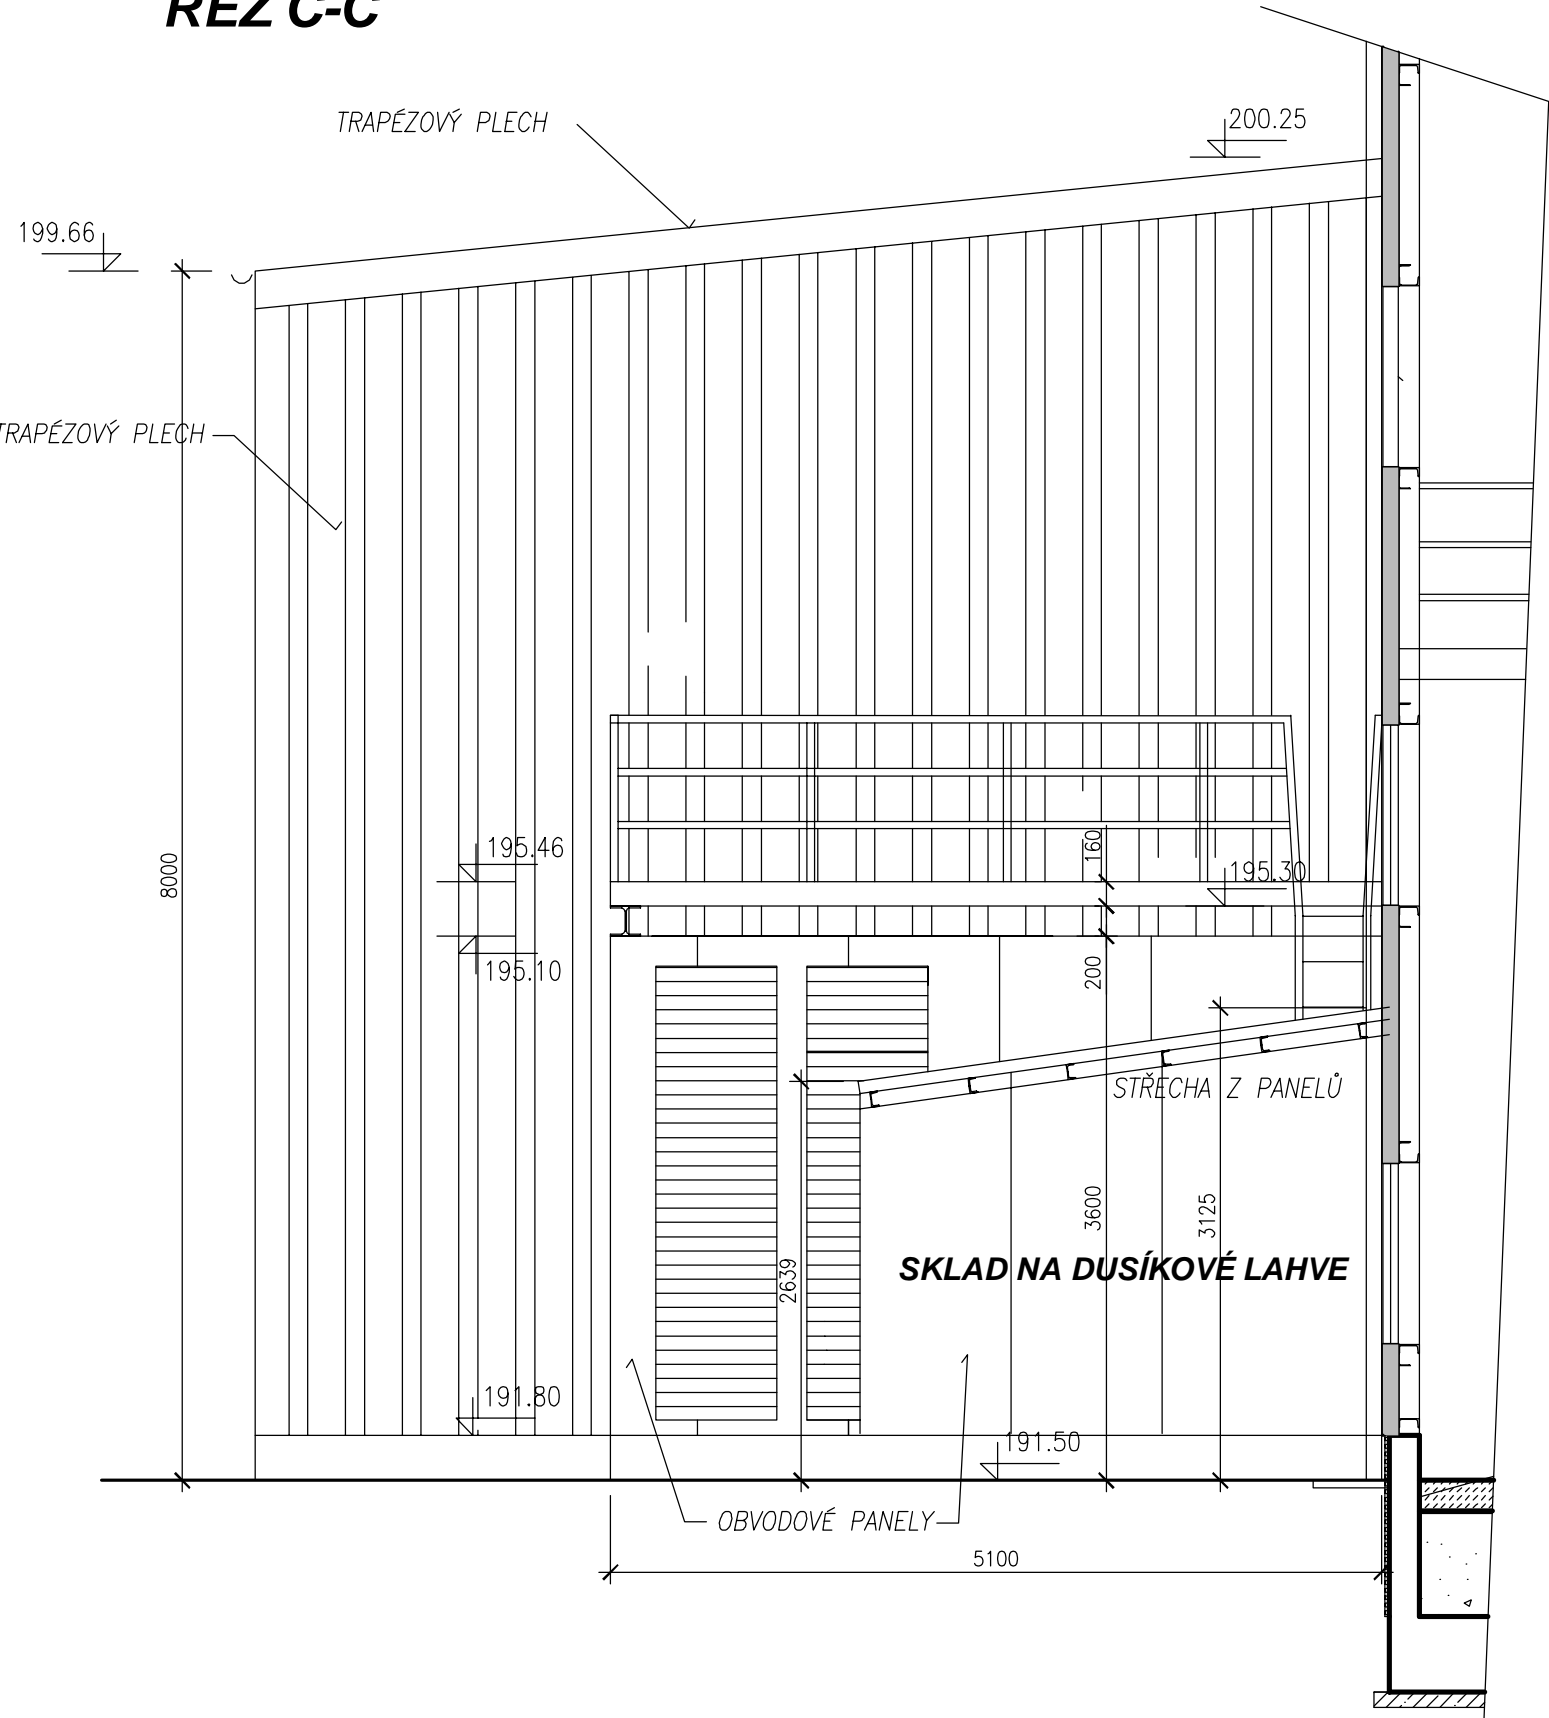 ŘEZ C-C
TRAPÉZOVÝ PLECH
200.25
199.66
TRAPÉZOVÝ PLECH
8000
195.46
160
195.30
195.10
200
STŘECHA Z PANELŮ
3600
3125
2639
SKLAD NA DUSÍKOVÉ LAHVE
191.80
191.50
OBVODOVÉ PANELY
5100